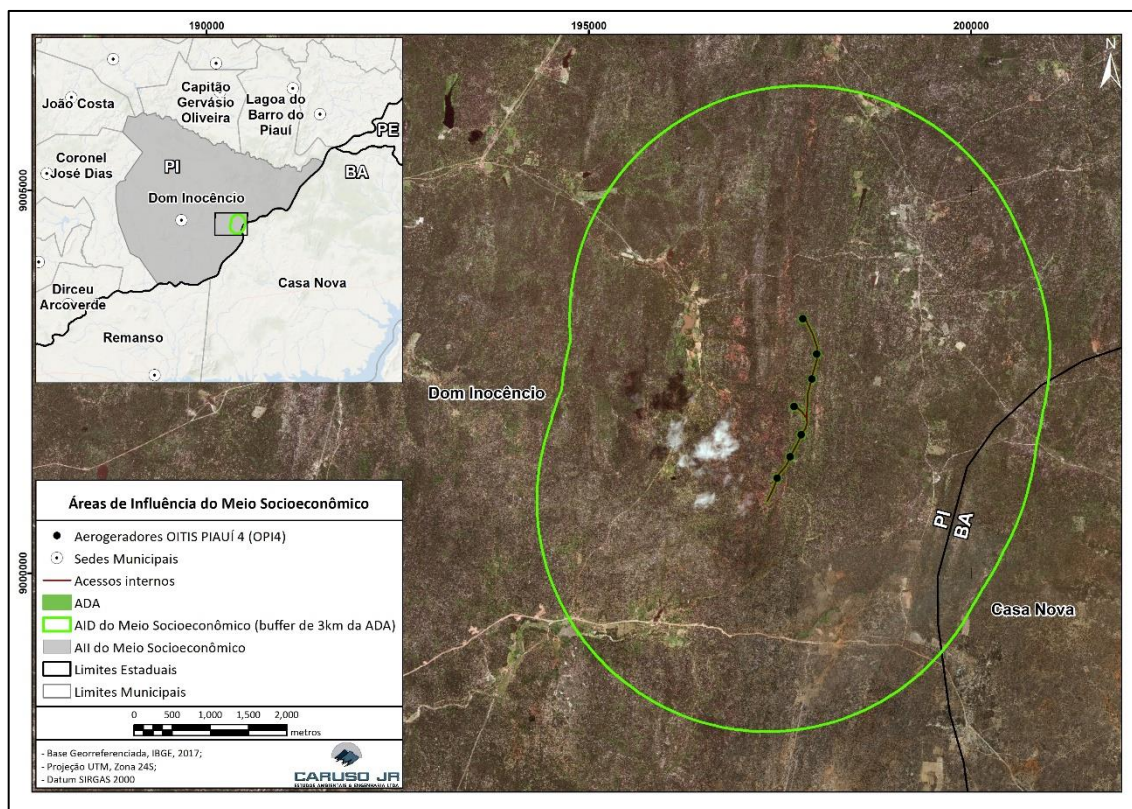 190000
195000
200000
N
João Costa
Capitão
Gervásio
Oliveira
Lagoa do
Barro do
Piauí
PE
BA
Coronel
José Dias
PI
Dom Inocêncio
Casa Nova
Dirceu
Arcoverde
Remanso
9005000
9000000
Dom Inocêncio
PI
BA
Casa Nova
Áreas de Influência do Meio Socioeconômico
Aerogeradores OITIS PIAUÍ 4 (OPI4)
Sedes Municipais
Acessos internos
ADA
AID do Meio Socioeconômico (buffer de 3km da ADA)
AII do Meio Socioeconômico
Limites Estaduais
Limites Municipais
0 500 1,000 1,500 2,000
metros
- Base Georreferenciada, IBGE, 2017;
- Projeção UTM, Zona 24S;
- Datum SIRGAS 2000
CARUSO JR
ESTUDOS AMBIENTAIS & ENGENHARIA LTDA.